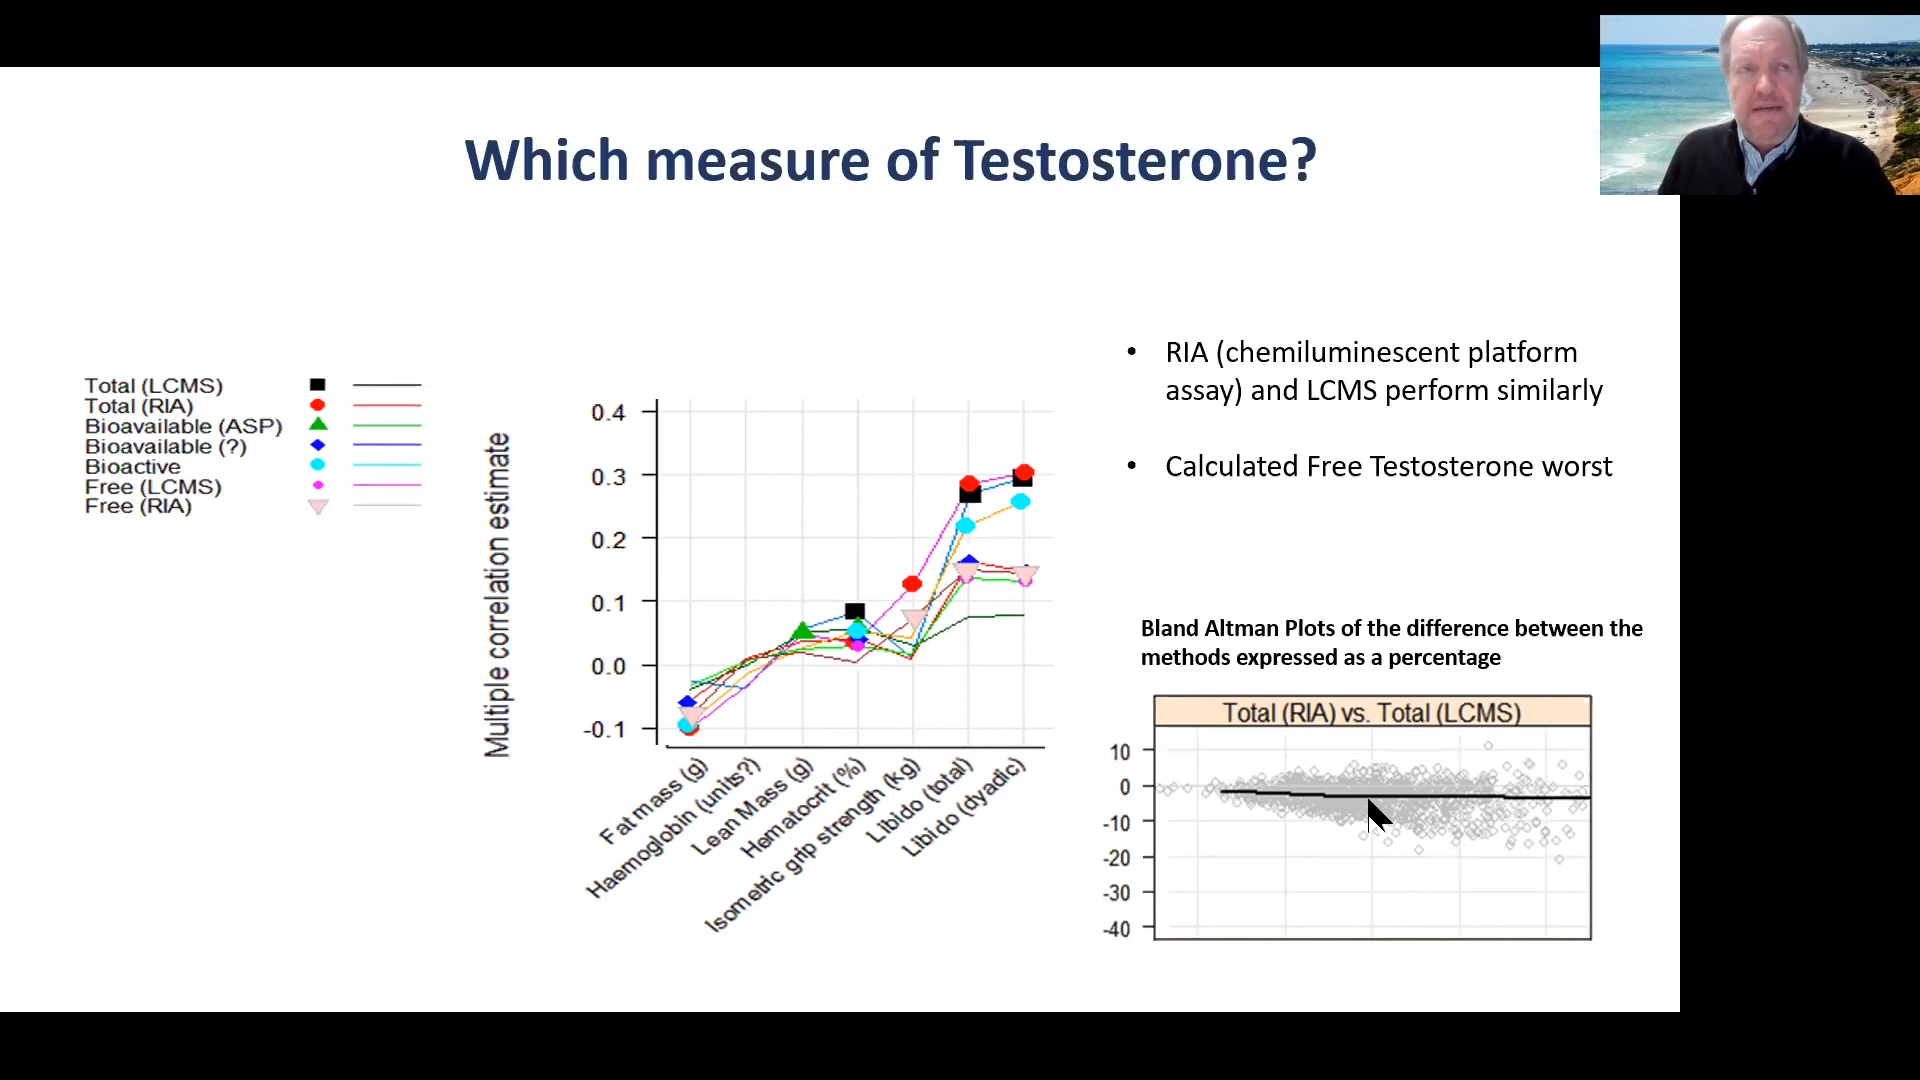 Which measure of Testosterone?
Total (LCMS)
Total (RIA)
Bioavailable (ASP)
Bioavailable (?)
Bioactive
Free (LCMS)
Free (RIA)
Multiple correlation estimate
0.4
0.3
0.2
0.1
0.0
-0.1
Fat mass (g)
Haemoglobin (units?)
Lean Mass (g)
Hematocrit (%)
Isometric grip strength (Kg)
Libido (total)
Libido (dyadic)
• RIA (chemiluminescent platform
assay) and LCMS perform similarly
• Calculated Free Testosterone worst
Bland Altman Plots of the difference between the
methods expressed as a percentage
Total (RIA) vs. Total (LCMS)
10
0
-10
-20
-30
-40